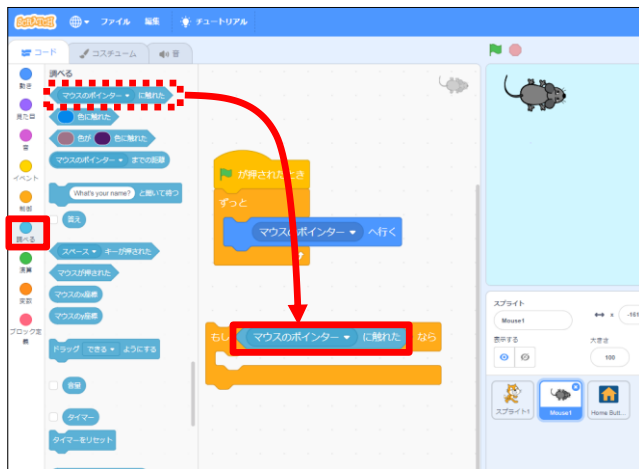 SCRATCH
ファイル 編集 チュートリアル
コード コスチューム 音
動き
見た目
音
イベント
制御
調べる
演算
変数
ブロック定義
調べる
マウスのポインター に触れた
色に触れた
色が 色に触れた
マウスのポインター までの距離
What's your name? と聞いて待つ
答え
スペース キーが押された
マウスが押された
マウスのx座標
マウスのy座標
ドラッグ できる ようにする
音量
タイマー
タイマーをリセット
が押されたとき
ずっと
マウスのポインター へ行く
もし マウスのポインター に触れた なら
スプライト
Mouse1
x
表示する
大きさ
100
スプライト1
Mouse1
Home Butt...